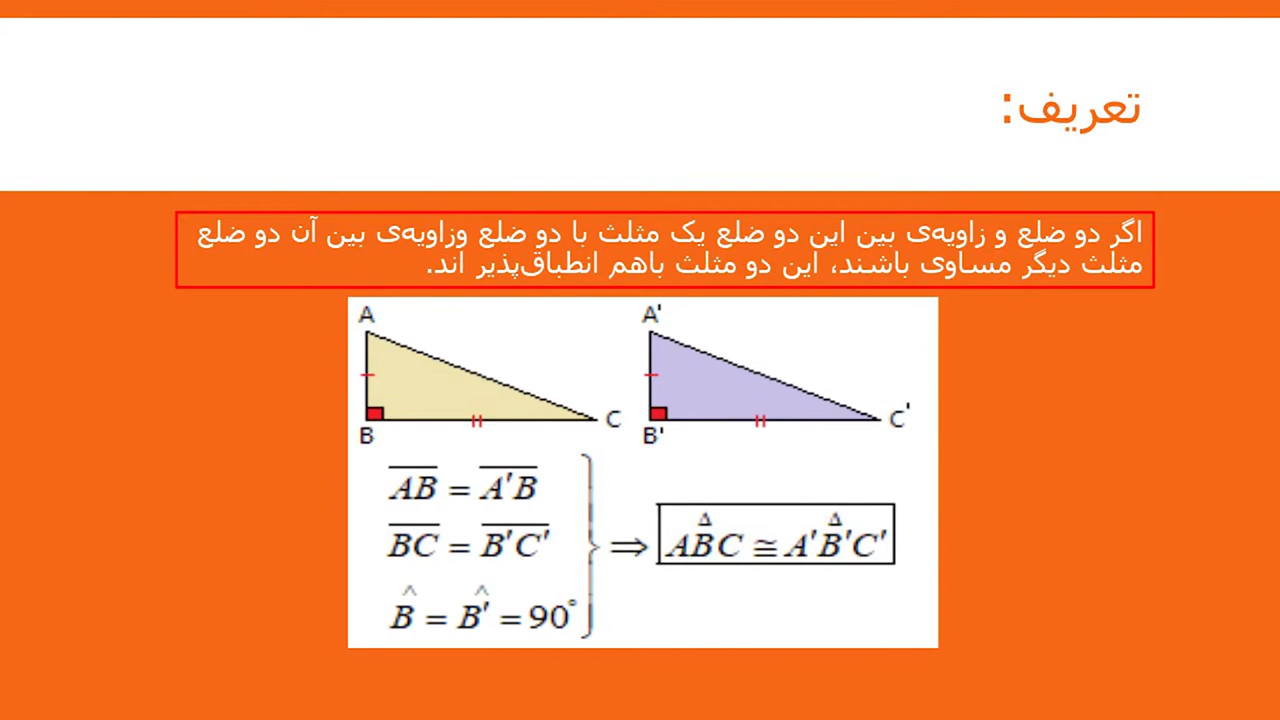 تعریف:
اگر دو ضلع و زاویه‌ی بین این دو ضلع یک مثلث با دو ضلع وزاویه‌ی بین آن دو ضلع
مثلث دیگر مساوی باشند، این دو مثلث باهم انطباق‌پذیر اند.
A A'
B C B' C'
AB = A'B
BC = B'C' ⇒ ABC ≅ A'B'C'
B̂ = B̂' = 90°